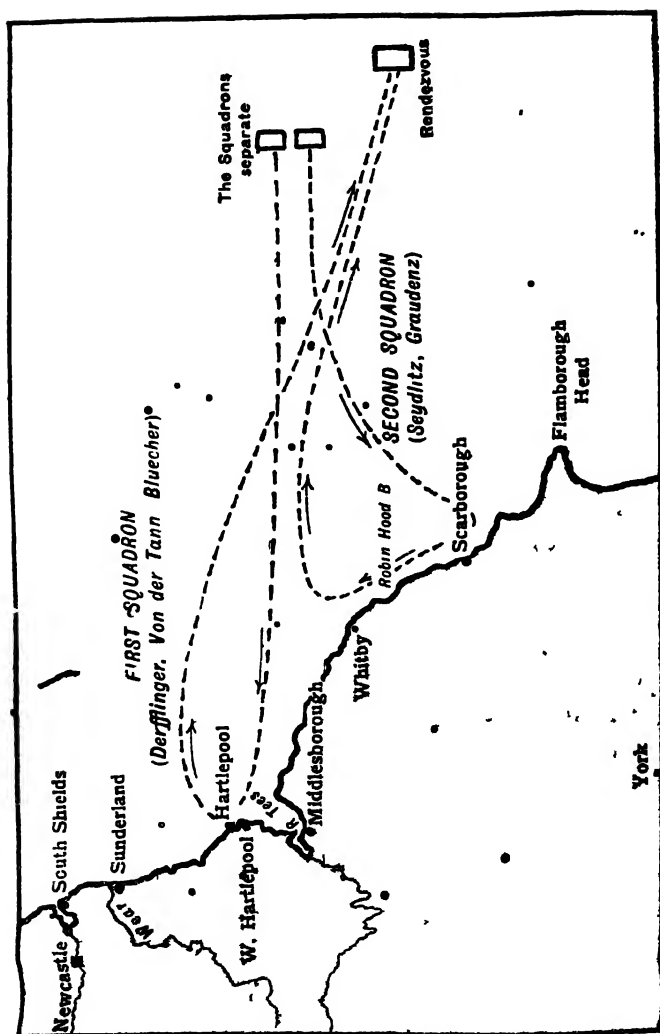 The Squadrons
separate
Rendezvous
FIRST SQUADRON
(Derfflinger. Von der Tann Bluecher)
SECOND SQUADRON
(Seydlitz, Graudenz)
South Shields
Newcastle
Sunderland
Wear
Hartlepool
W. Hartlepool
R Tees
Middlesborough
Whitby
Robin Hood B
Scarborough
Flamborough
Head
York